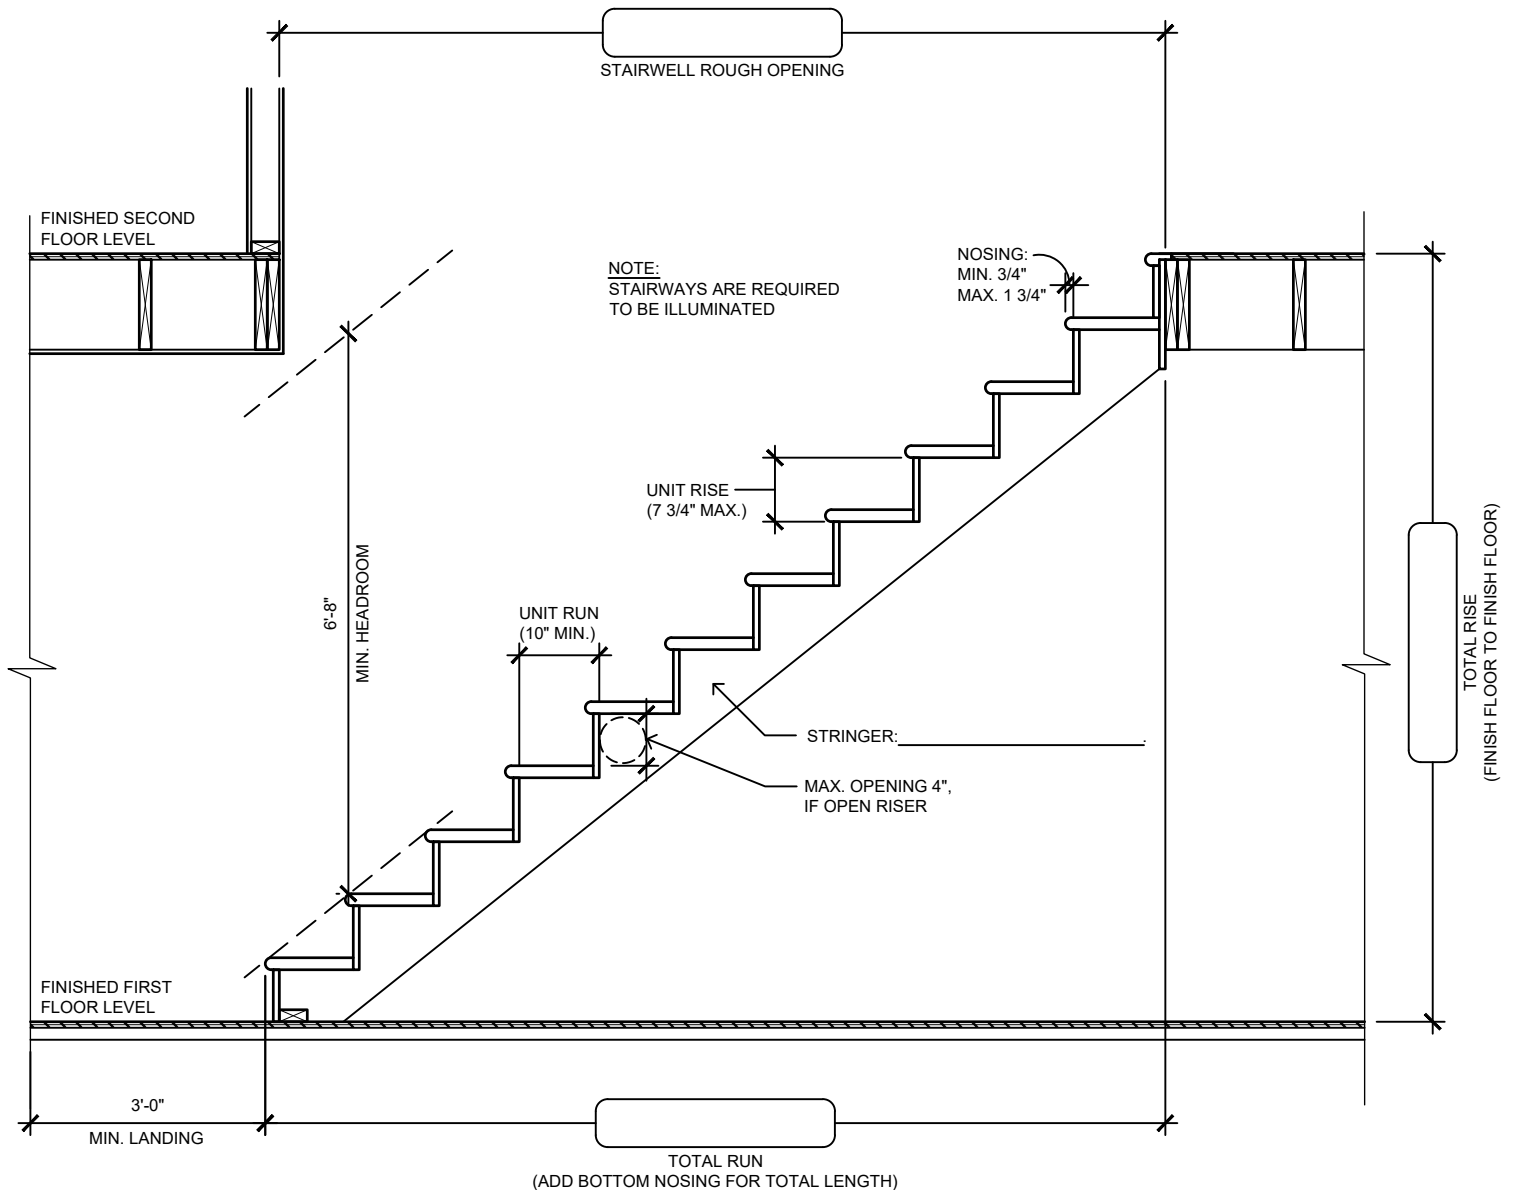 STAIRWELL ROUGH OPENING
FINISHED SECOND
FLOOR LEVEL
NOTE:
STAIRWAYS ARE REQUIRED
TO BE ILLUMINATED
NOSING:
MIN. 3/4"
MAX. 1 3/4"
UNIT RISE
(7 3/4" MAX.)
6'-8"
MIN. HEADROOM
UNIT RUN
(10" MIN.)
TOTAL RISE
(FINISH FLOOR TO FINISH FLOOR)
STRINGER:
MAX. OPENING 4",
IF OPEN RISER
FINISHED FIRST
FLOOR LEVEL
3'-0"
MIN. LANDING
TOTAL RUN
(ADD BOTTOM NOSING FOR TOTAL LENGTH)